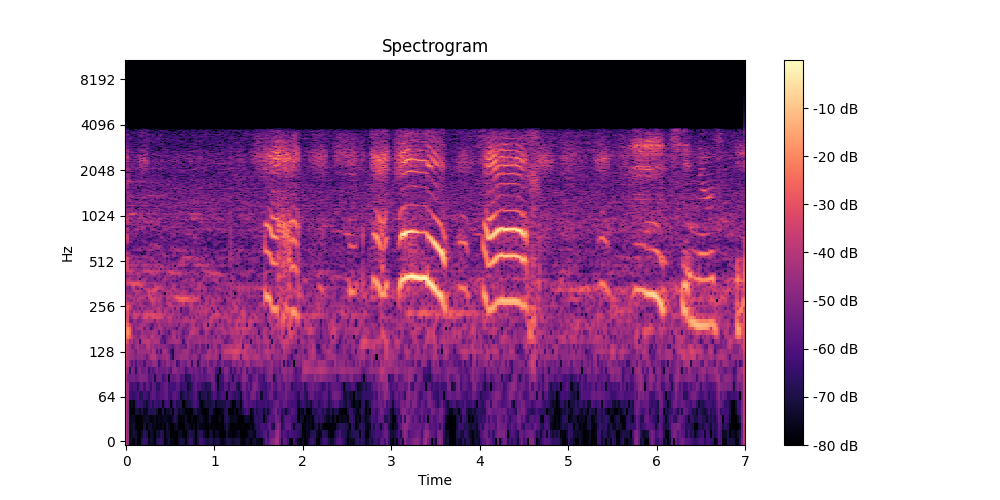 Spectrogram
8192
4096
2048
1024
512
256
128
64
0
Hz
0 1 2 3 4 5 6 7
Time
-10 dB
-20 dB
-30 dB
-40 dB
-50 dB
-60 dB
-70 dB
-80 dB